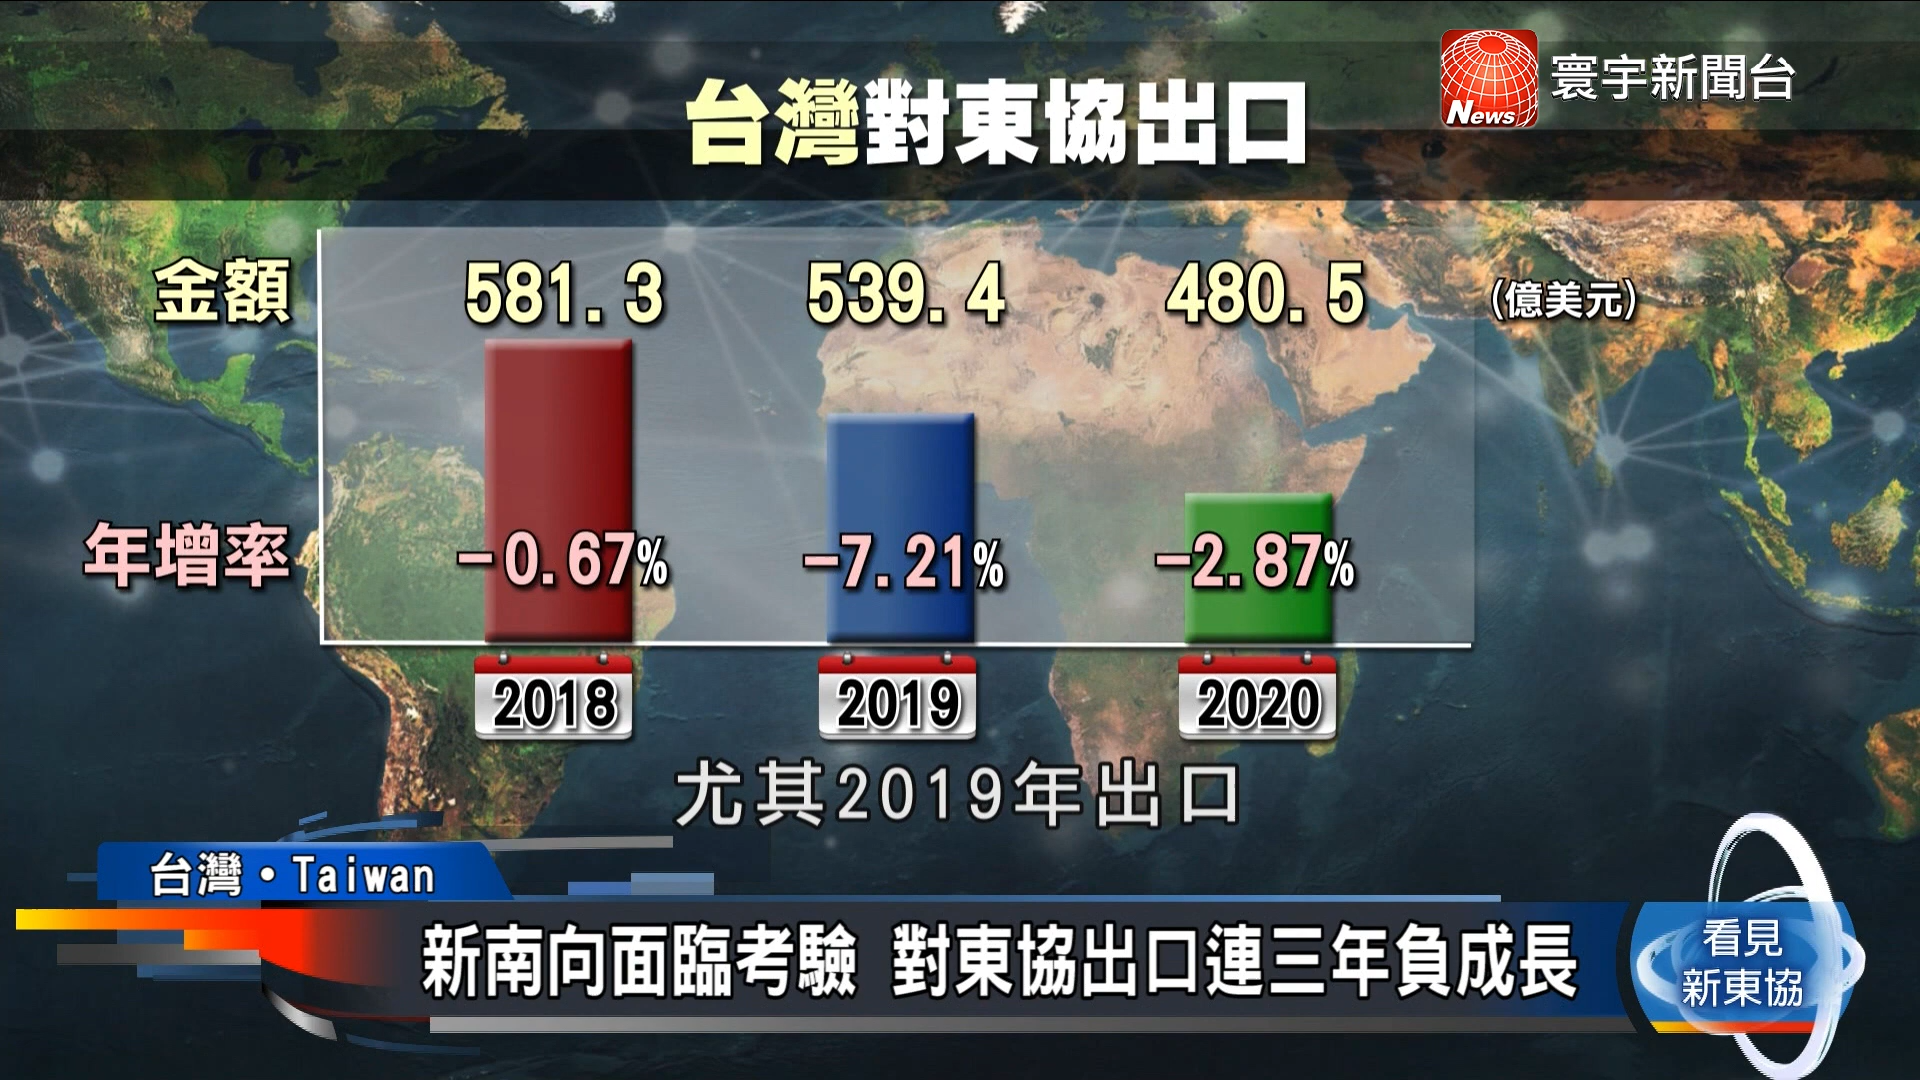 台灣對東協出口
News 寰宇新聞台
金額 581.3 539.4 480.5 (億美元)
年增率 -0.67% -7.21% -2.87%
2018 2019 2020
尤其2019年出口
台灣・Taiwan
新南向面臨考驗 對東協出口連三年負成長
看見
新東協